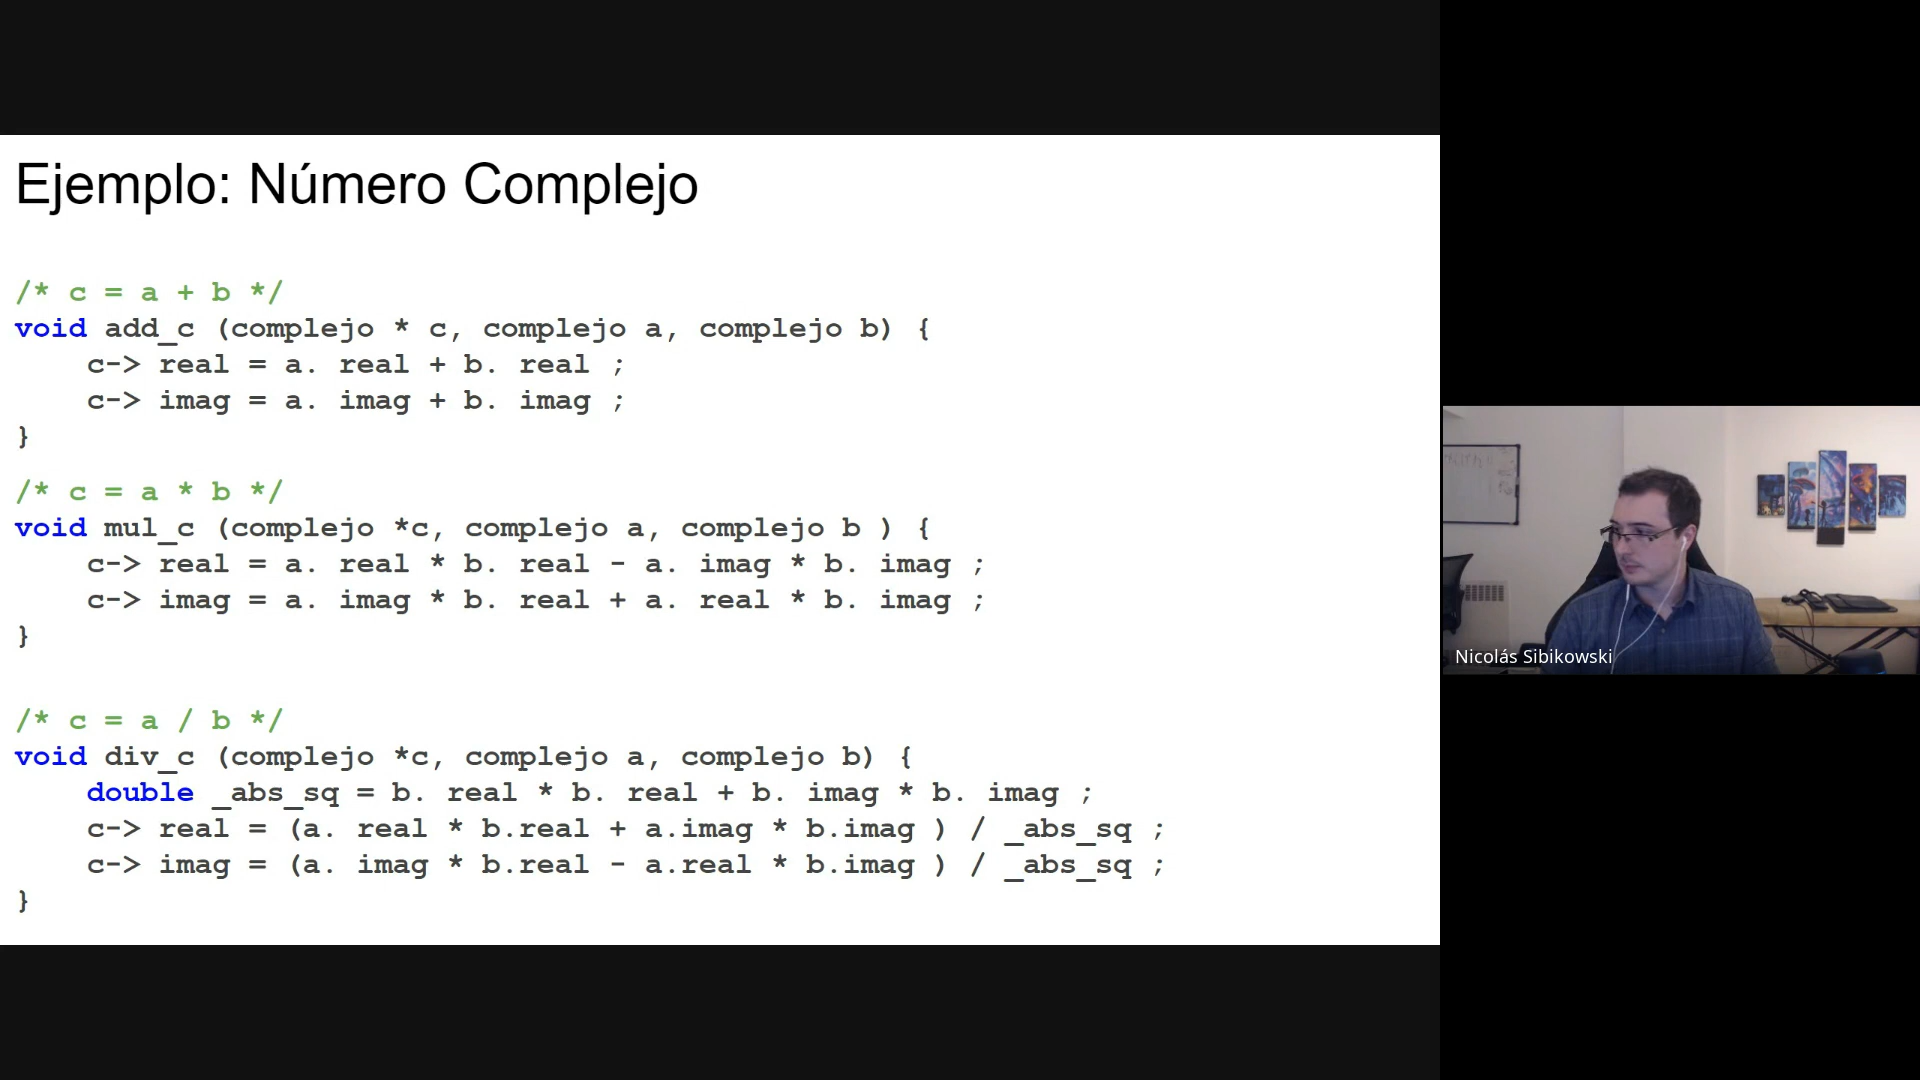 Ejemplo: Número Complejo
/* c = a + b */
void add_c (complejo * c, complejo a, complejo b) {
c-> real = a. real + b. real ;
c-> imag = a. imag + b. imag ;
}
/* c = a * b */
void mul_c (complejo *c, complejo a, complejo b ) {
c-> real = a. real * b. real - a. imag * b. imag ;
c-> imag = a. imag * b. real + a. real * b. imag ;
}
/* c = a / b */
void div_c (complejo *c, complejo a, complejo b) {
double _abs_sq = b. real * b. real + b. imag * b. imag ;
c-> real = (a. real * b.real + a.imag * b.imag ) / _abs_sq ;
c-> imag = (a. imag * b.real - a.real * b.imag ) / _abs_sq ;
}
Nicolás Sibikowski